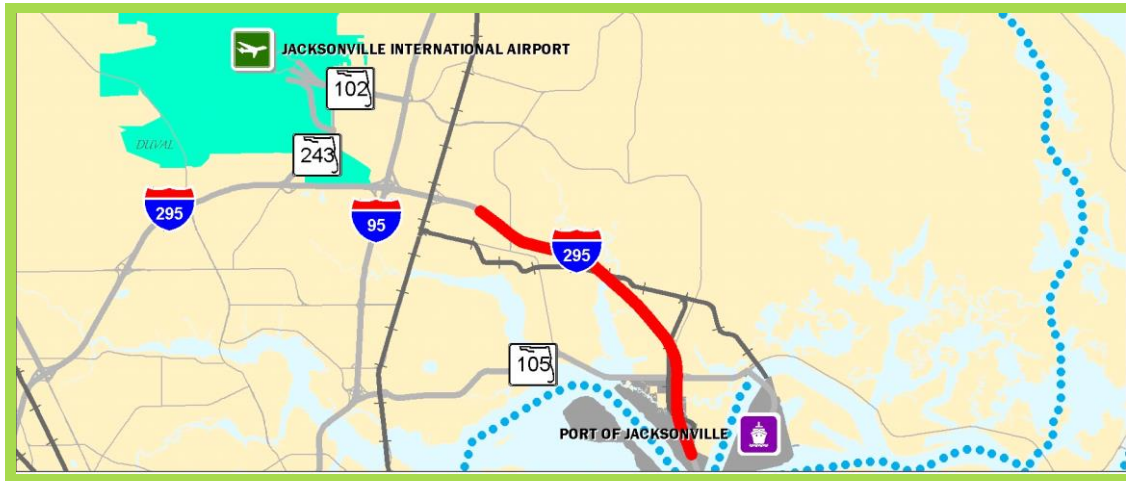 JACKSONVILLE INTERNATIONAL AIRPORT
102
DUVAL
243
295
95
295
105
PORT OF JACKSONVILLE